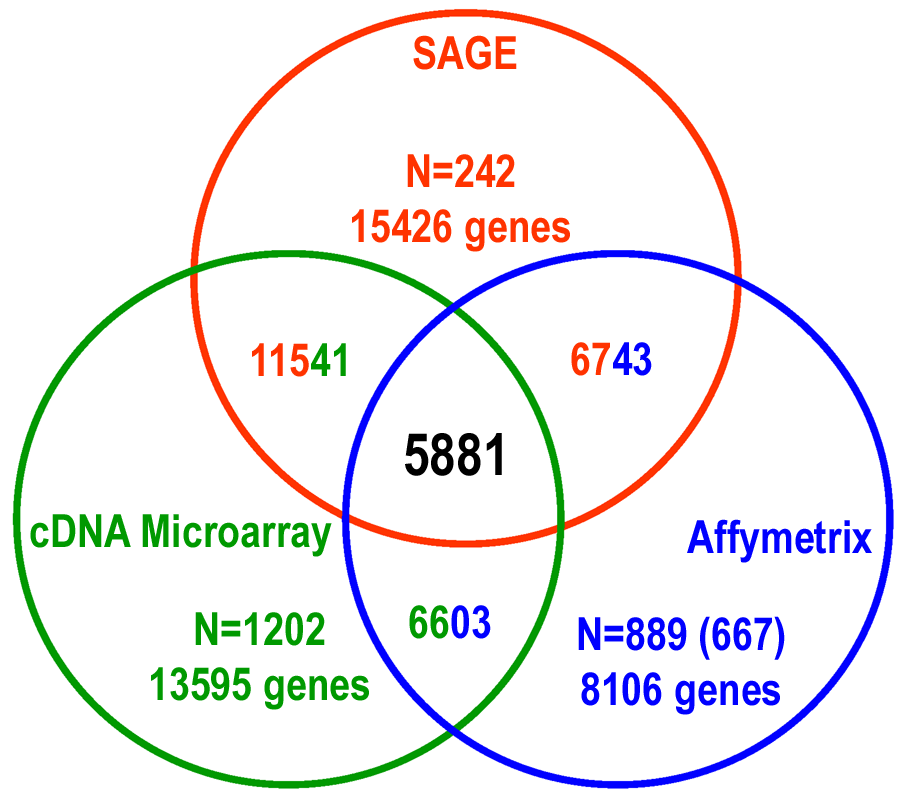 SAGE
N=242
15426 genes
11541
6743
5881
cDNA Microarray
Affymetrix
6603
N=1202
13595 genes
N=889 (667)
8106 genes